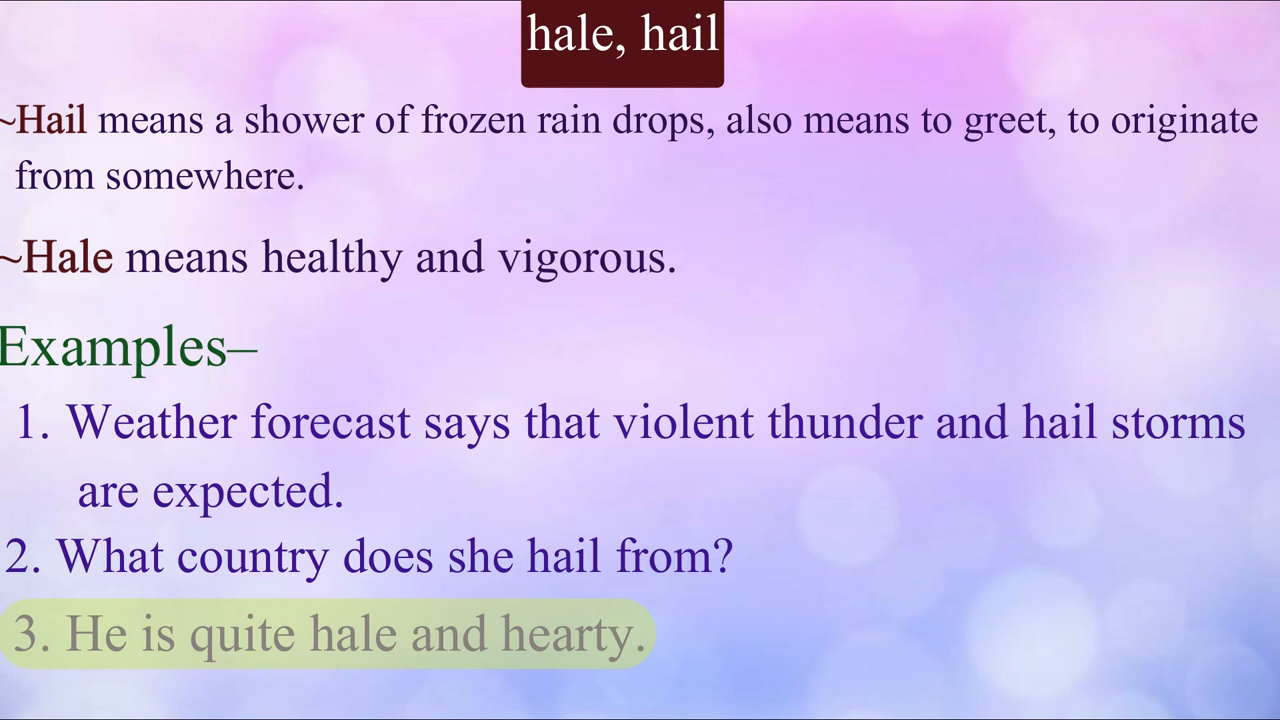 hale, hail
~Hail means a shower of frozen rain drops, also means to greet, to originate
from somewhere.
~Hale means healthy and vigorous.
Examples–
1. Weather forecast says that violent thunder and hail storms
are expected.
2. What country does she hail from?
3. He is quite hale and hearty.